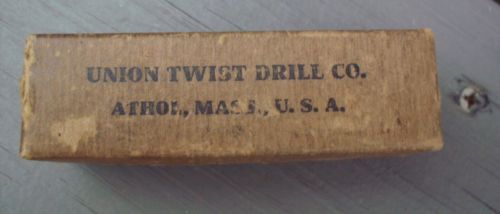 UNION TWIST DRILL CO.
ATHOL, MASS., U. S. A.